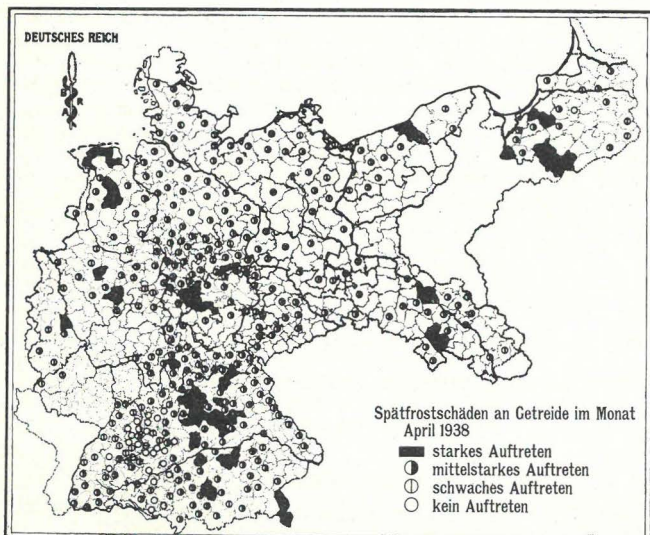 DEUTSCHES REICH
B
R
A
Spätfrostschäden an Getreide im Monat
April 1938
starkes Auftreten
mittelstarkes Auftreten
schwaches Auftreten
kein Auftreten